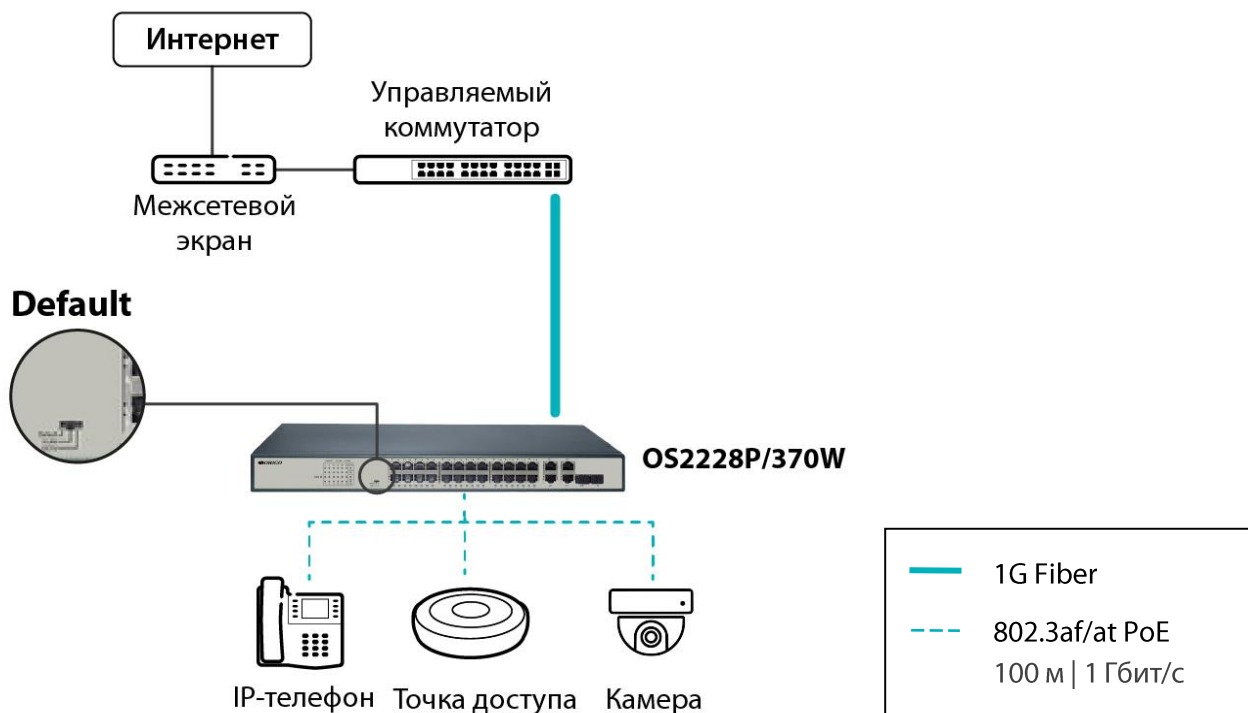 Интернет
Управляемый
коммутатор
Межсетевой
экран
Default
OS2228P/370W
IP-телефон
Точка доступа
Камера
1G Fiber
802.3af/at PoE
100 м | 1 Гбит/с